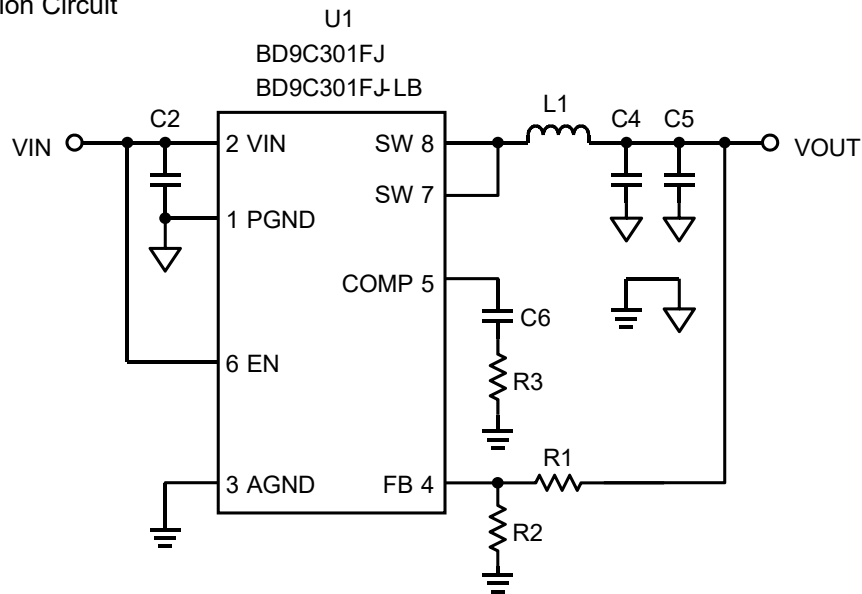 ion Circuit
U1
BD9C301FJ
BD9C301FJ-LB
VIN
C2
2 VIN
SW 8
L1
C4
C5
VOUT
SW 7
1 PGND
COMP 5
C6
6 EN
R3
3 AGND
FB 4
R1
R2